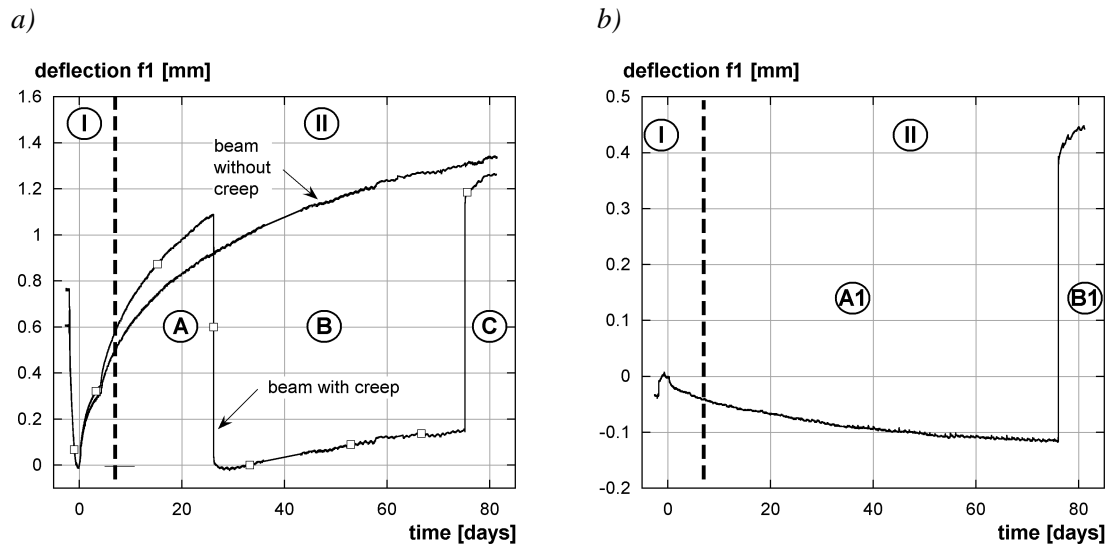 a)
deflection f1 [mm]
1.6
1.4
1.2
1
0.8
0.6
0.4
0.2
0
I
II
beam
without
creep
A
B
C
beam with creep
0
20
40
60
80
time [days]
b)
deflection f1 [mm]
0.5
0.4
0.3
0.2
0.1
0
-0.1
-0.2
I
II
A1
B1
0
20
40
60
80
time [days]